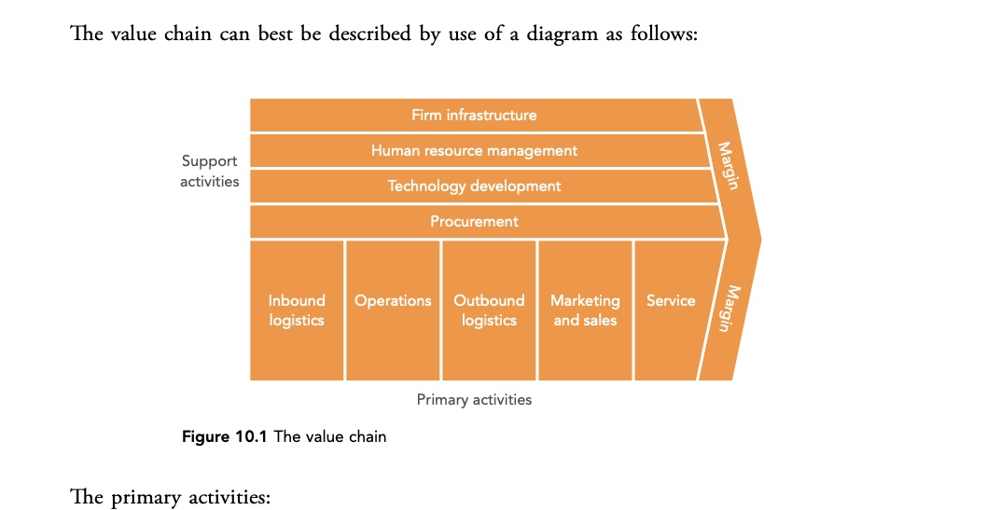 The value chain can best be described by use of a diagram as follows:
Firm infrastructure
Human resource management
Technology development
Procurement
Support
activities
Margin
Inbound
logistics
Operations
Outbound
logistics
Marketing
and sales
Service
Margin
Primary activities
Figure 10.1 The value chain
The primary activities: